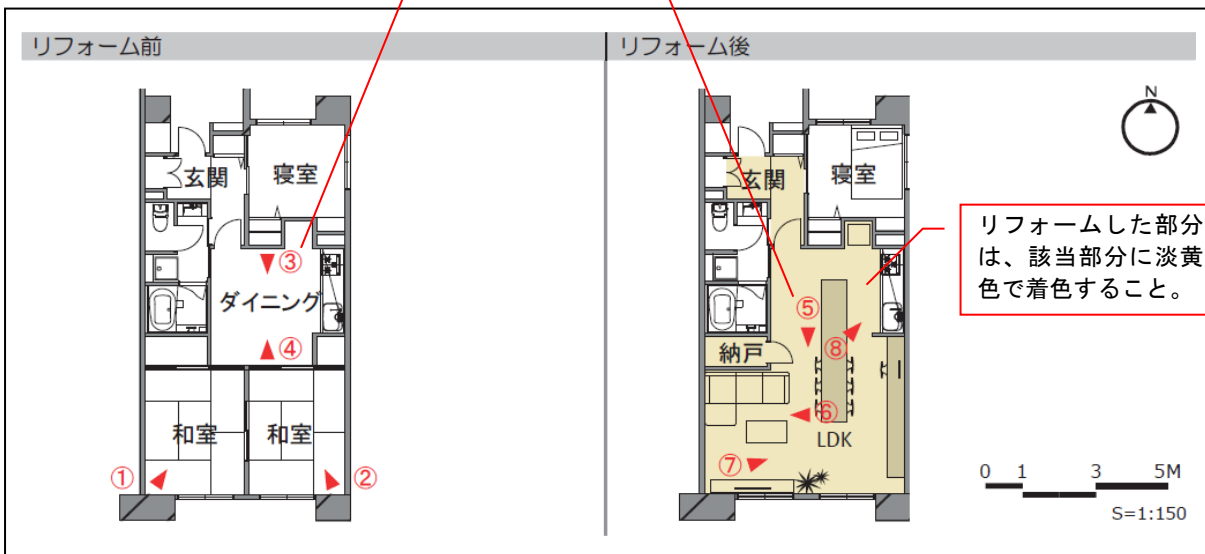 リフォーム前
リフォーム後
玄関
寝室
③
ダイニング
④
和室
和室
①
②
玄関
寝室
⑤
⑧
納戸
⑥
LDK
⑦
N
リフォームした部分
は、該当部分に淡黄
色で着色すること。
0 1 3 5M
S=1:150